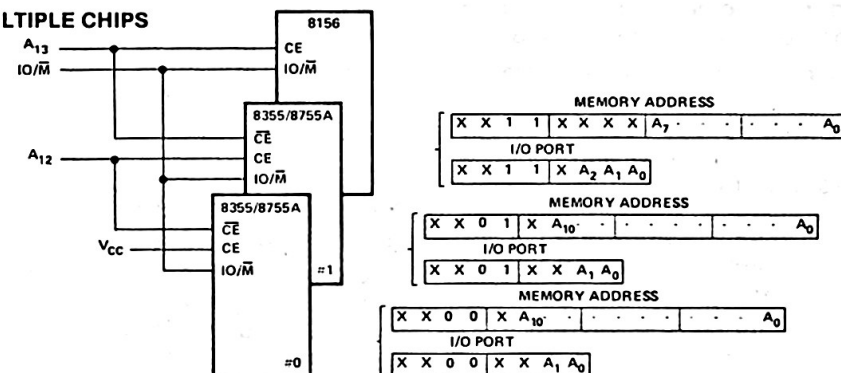 LTIPLE CHIPS
8156
A13
CE
IO/M̅
IO/M̅
8355/8755A
C̅E̅
A12
CE
IO/M̅
8355/8755A
C̅E̅
VCC
CE
IO/M̅
#1
#0
MEMORY ADDRESS
X X 1 1 X X X X A7 · · · · · · A0
I/O PORT
X X 1 1 X A2 A1 A0
MEMORY ADDRESS
X X 0 1 X A10 · · · · · · · · · A0
I/O PORT
X X 0 1 X X A1 A0
MEMORY ADDRESS
X X 0 0 X A10 · · · · · · · · · A0
I/O PORT
X X 0 0 X X A1 A0